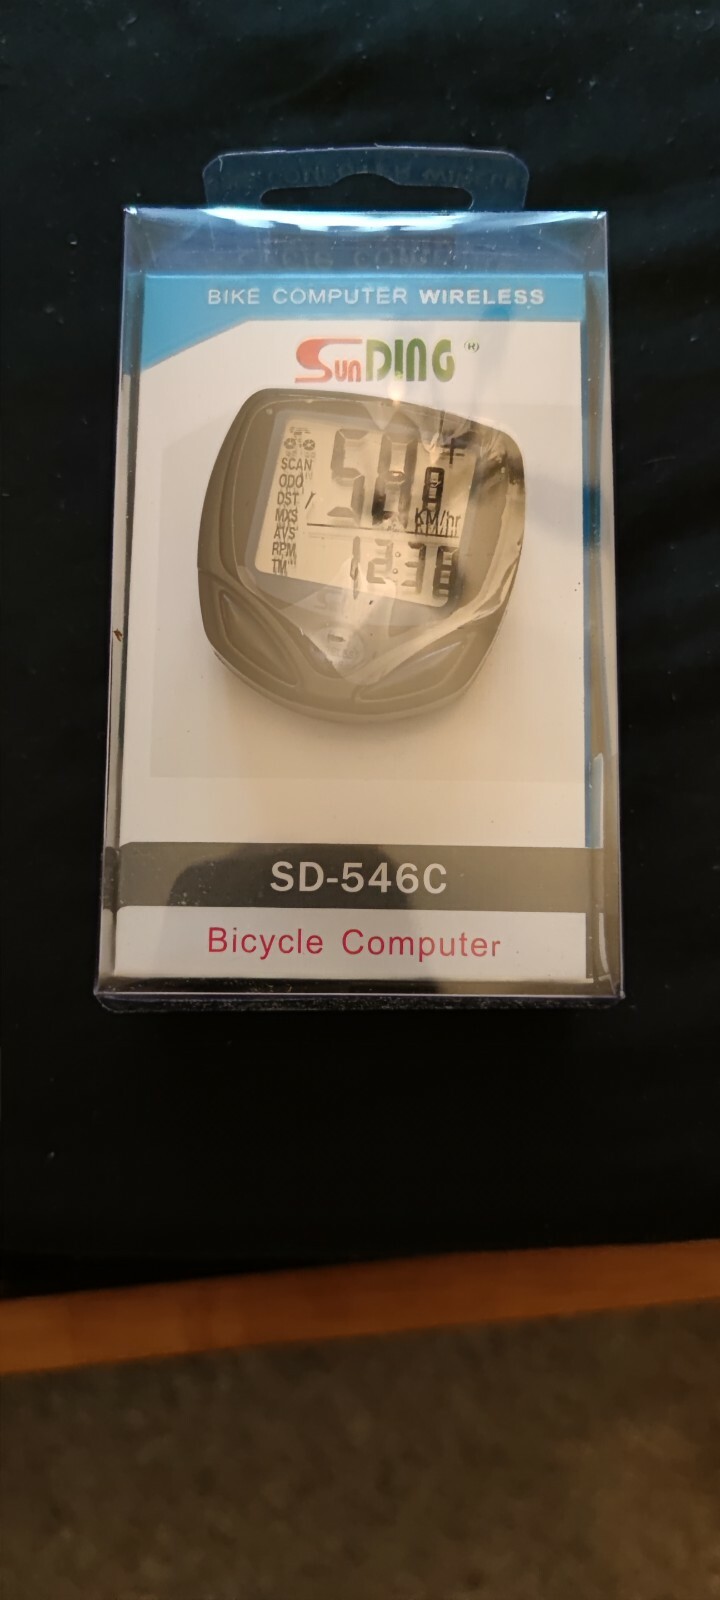 BIKE COMPUTER WIRELESS
SunDING (R)
SCAN
ODO
DST
MXS
AVS
RPM
TM
KM/hr
12:38
SD-546C
Bicycle Computer